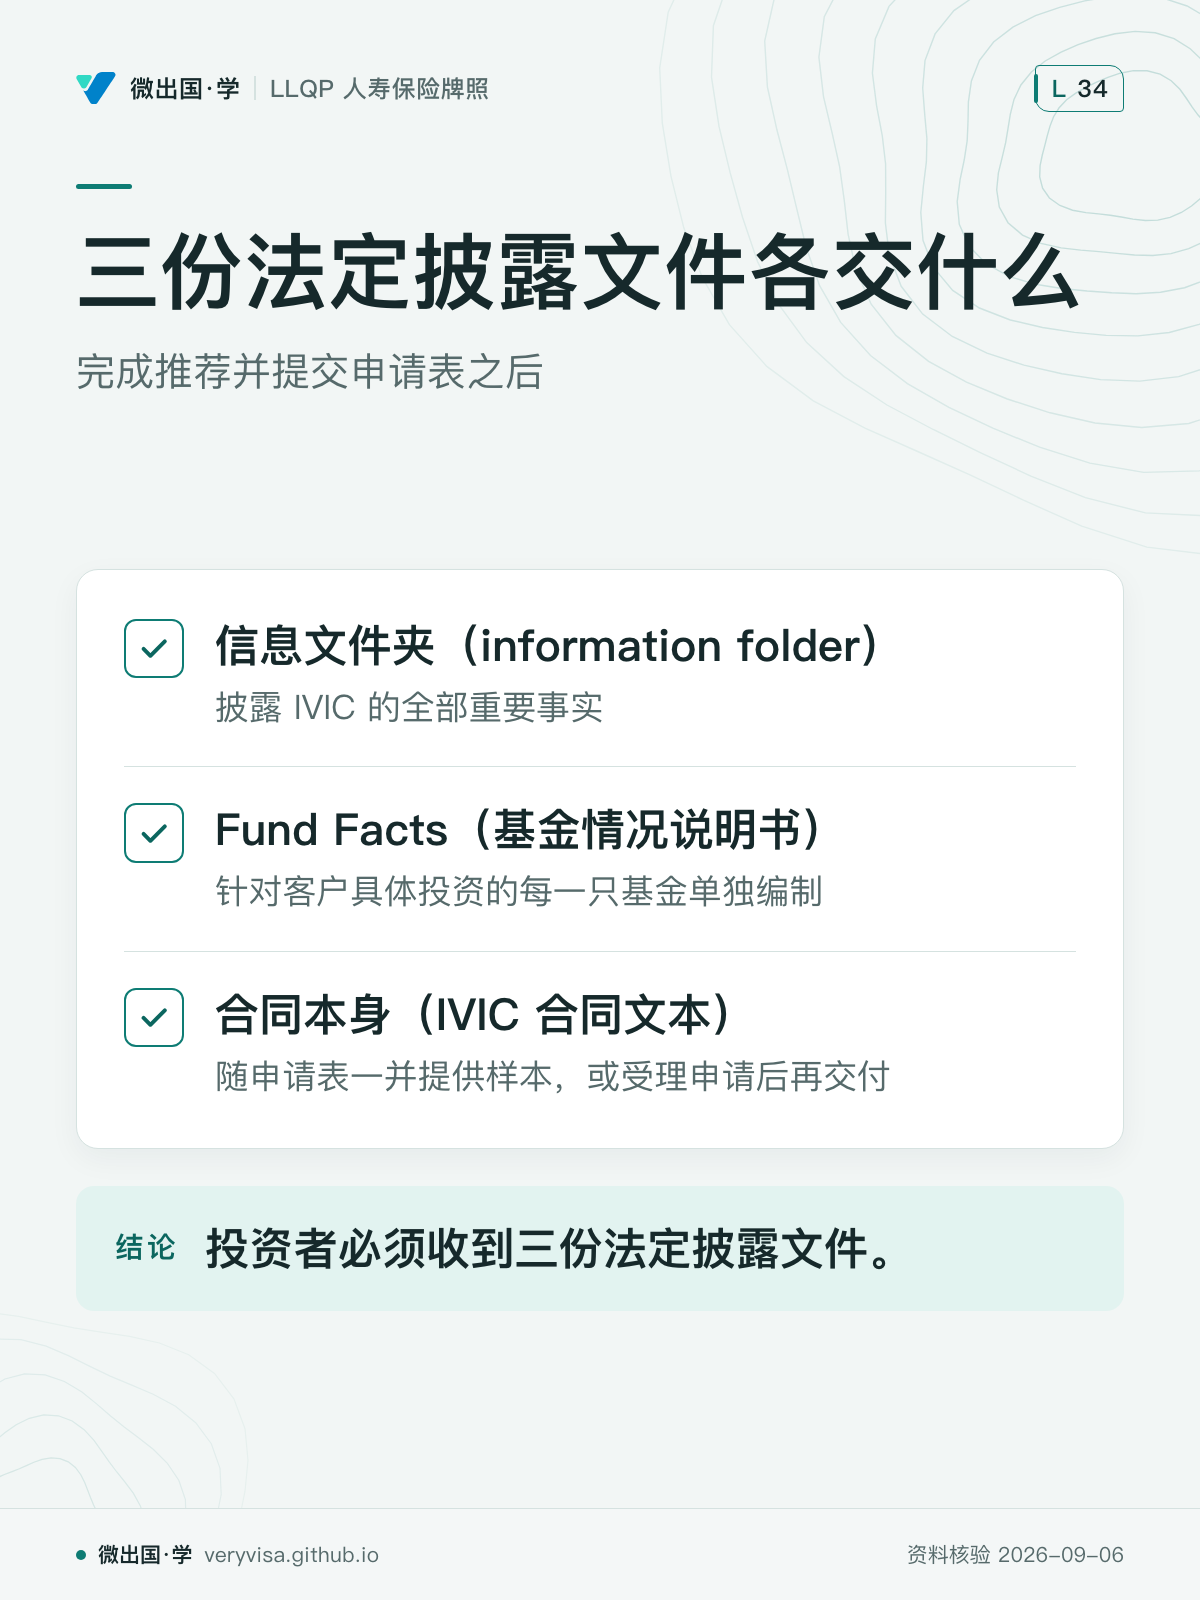 微出国·学 LLQP 人寿保险牌照
L 34
三份法定披露文件各交什么
完成推荐并提交申请表之后
信息文件夹（information folder）
披露 IVIC 的全部重要事实
Fund Facts（基金情况说明书）
针对客户具体投资的每一只基金单独编制
合同本身（IVIC 合同文本）
随申请表一并提供样本，或受理申请后再交付
结论 投资者必须收到三份法定披露文件。
微出国·学 veryvisa.github.io
资料核验 2026-09-06